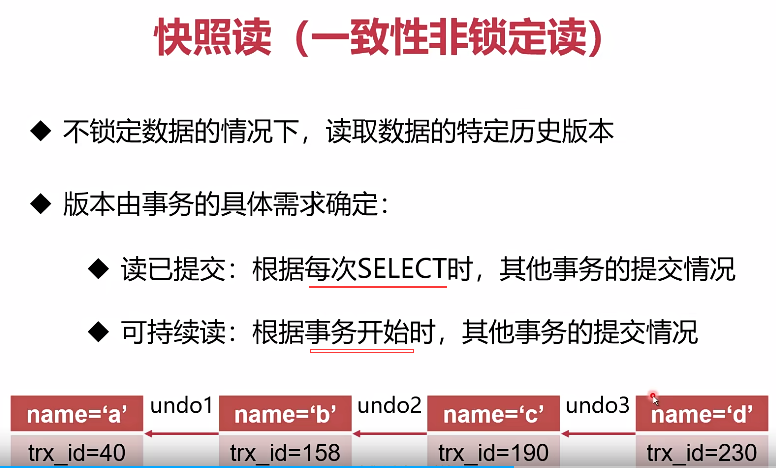 快照读（一致性非锁定读）
不锁定数据的情况下，读取数据的特定历史版本
版本由事务的具体需求确定：
读已提交：根据每次SELECT时，其他事务的提交情况
可持续读：根据事务开始时，其他事务的提交情况
name=‘a’ undo1 name=‘b’ undo2 name=‘c’ undo3 name=‘d’
trx_id=40 trx_id=158 trx_id=190 trx_id=230